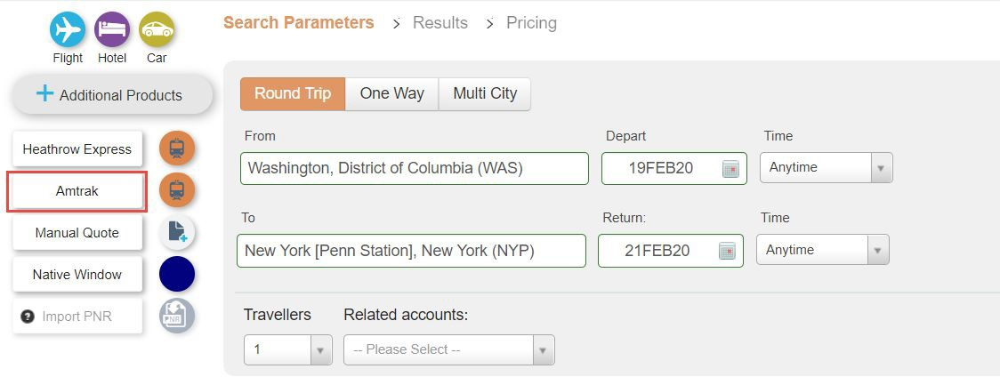 Flight Hotel Car
Additional Products
Heathrow Express
Amtrak
Manual Quote
Native Window
? Import PNR
PNR
Search Parameters > Results > Pricing
Round Trip One Way Multi City
From Depart Time
Washington, District of Columbia (WAS) 19FEB20 Anytime
To Return: Time
New York [Penn Station], New York (NYP) 21FEB20 Anytime
Travellers Related accounts:
1 -- Please Select --